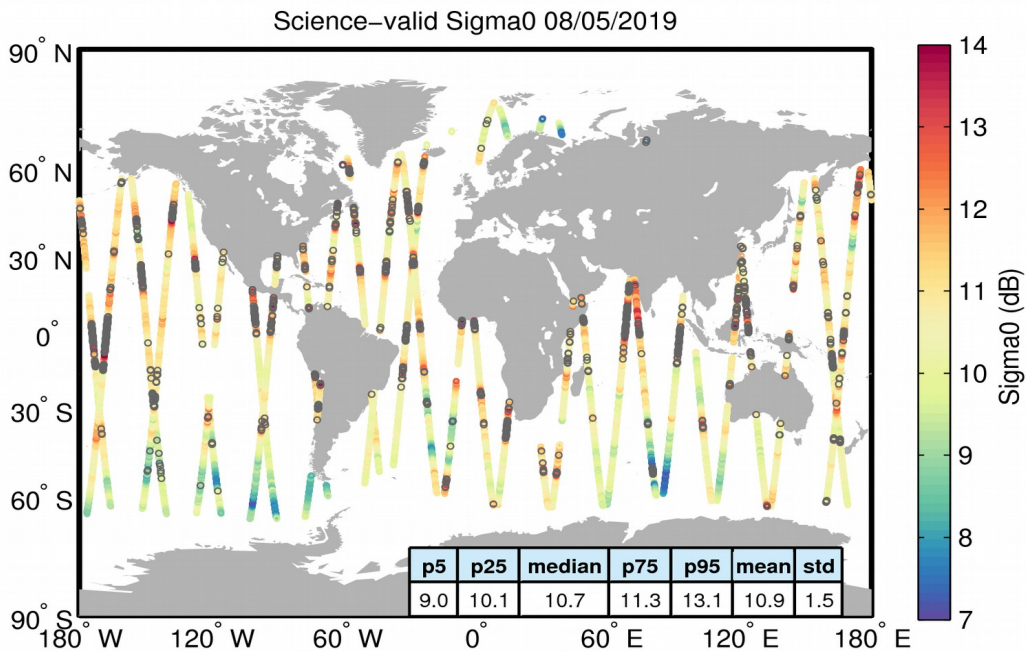 Science−valid Sigma0 08/05/2019
90° N
60° N
30° N
0°
30° S
60° S
90° S
180° W
120° W
60° W
0°
60° E
120° E
180° E
p5 p25 median p75 p95 mean std
9.0 10.1 10.7 11.3 13.1 10.9 1.5
14
13
12
11
10
9
8
7
Sigma0 (dB)